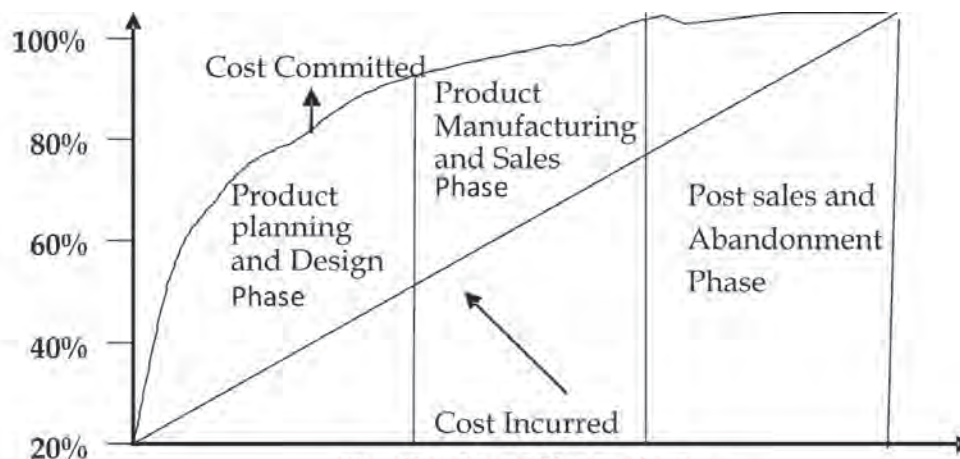 100%
80%
60%
40%
20%
Cost Committed
Product
planning
and Design
Phase
Product
Manufacturing
and Sales
Phase
Post sales and
Abandonment
Phase
Cost Incurred